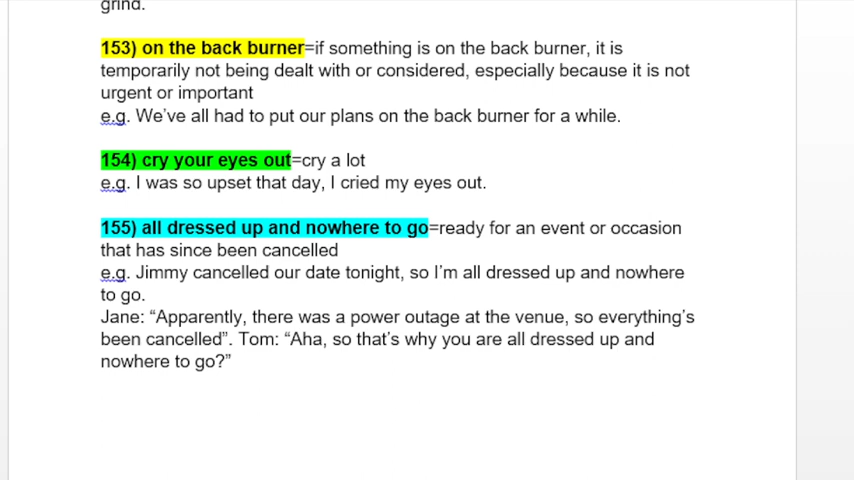 grind.
153) on the back burner=if something is on the back burner, it is
temporarily not being dealt with or considered, especially because it is not
urgent or important
e.g. We’ve all had to put our plans on the back burner for a while.
154) cry your eyes out=cry a lot
e.g. I was so upset that day, I cried my eyes out.
155) all dressed up and nowhere to go=ready for an event or occasion
that has since been cancelled
e.g. Jimmy cancelled our date tonight, so I’m all dressed up and nowhere
to go.
Jane: “Apparently, there was a power outage at the venue, so everything’s
been cancelled”. Tom: “Aha, so that’s why you are all dressed up and
nowhere to go?”